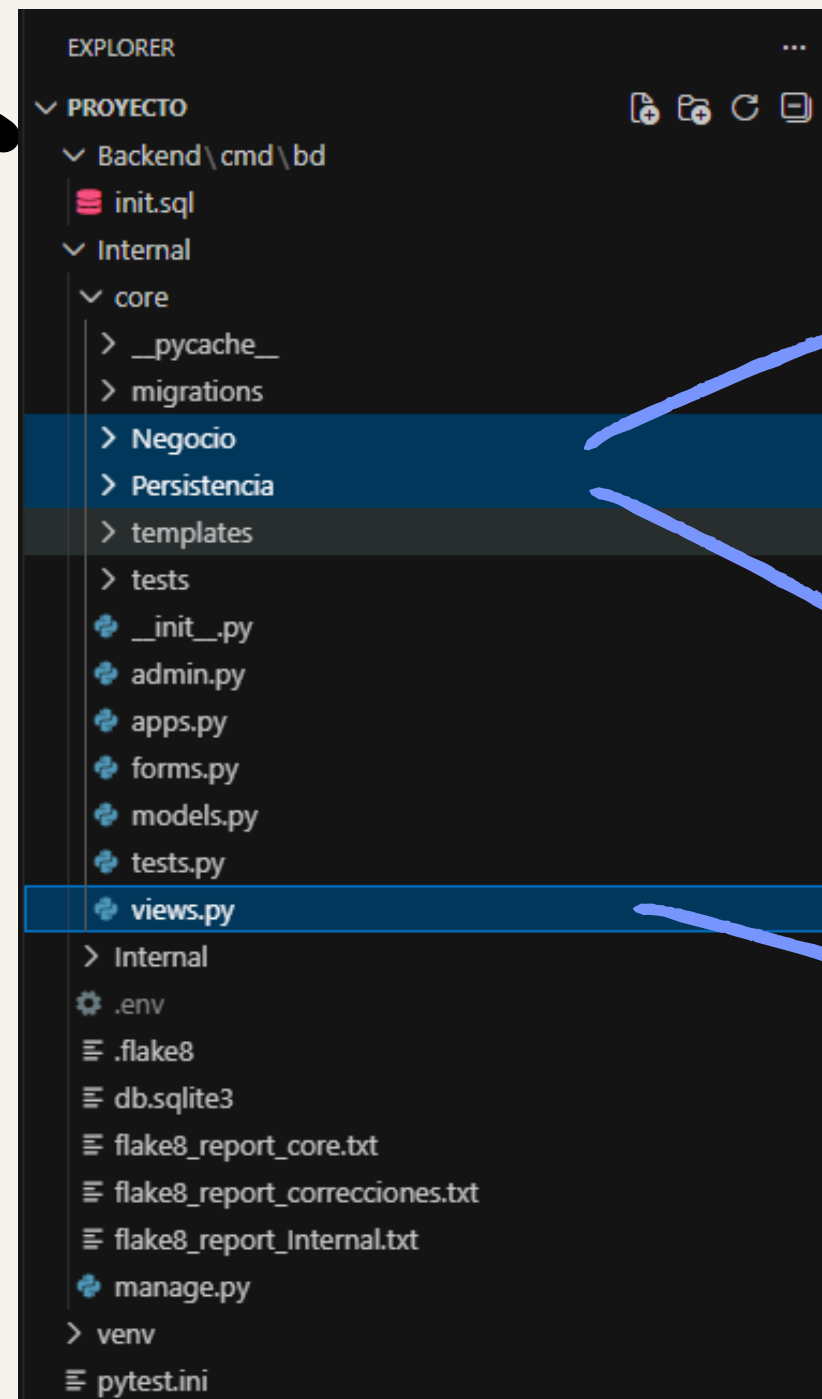 EXPLORER
PROYECTO
Backend\cmd\bd
init.sql
Internal
core
__pycache__
migrations
Negocio
Persistencia
templates
tests
__init__.py
admin.py
apps.py
forms.py
models.py
tests.py
views.py
Internal
.env
.flake8
db.sqlite3
flake8_report_core.txt
flake8_report_correcciones.txt
flake8_report_Internal.txt
manage.py
venv
pytest.ini